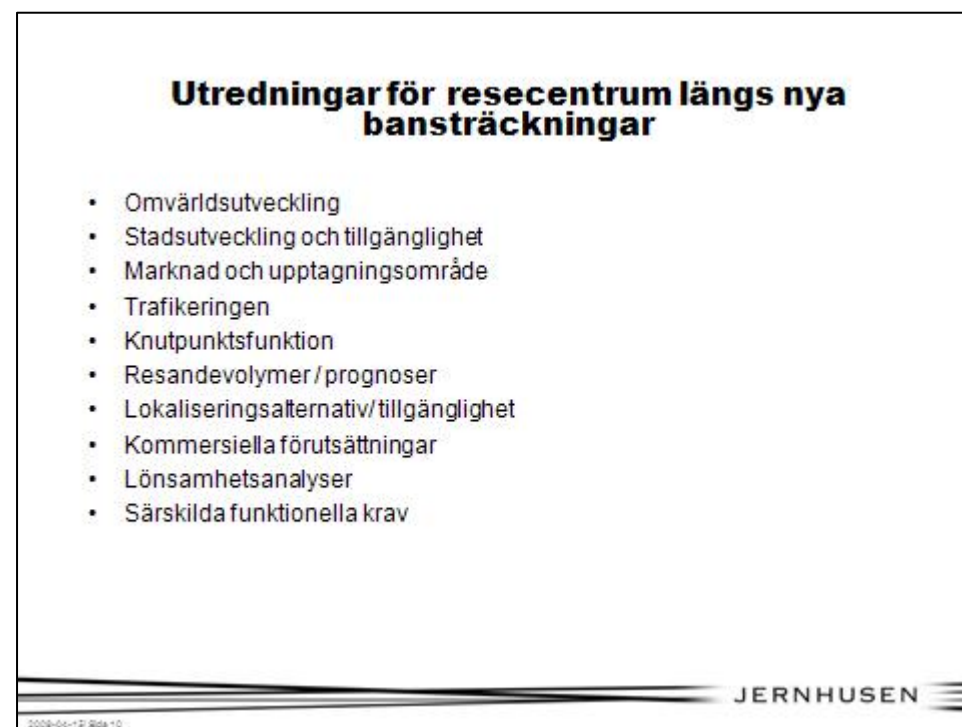 Utredningar för resecentrum längs nya
bansträckningar
• Omvärldsutveckling
• Stadsutveckling och tillgänglighet
• Marknad och upptagningsområde
• Trafikeringen
• Knutpunktsfunktion
• Resandevolymer / prognoser
• Lokaliseringsalternativ/ tillgänglighet
• Kommersiella förutsättningar
• Lönsamhetsanalyser
• Särskilda funktionella krav
JERNHUSEN